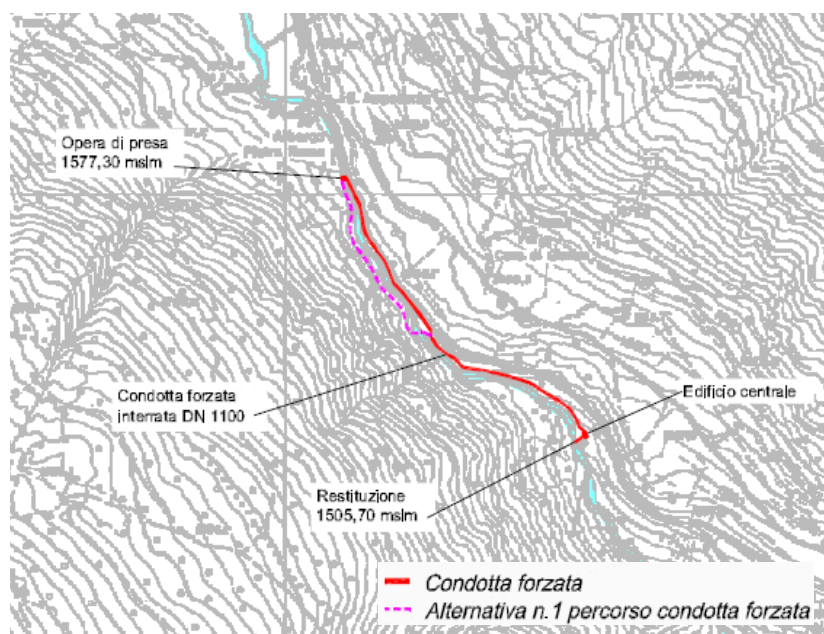 Opera di presa
1577,30 mslm
Condotta forzata
interrata DN 1100
Edificio centrale
Restituzione
1505,70 mslm
Condotta forzata
Alternativa n.1 percorso condotta forzata